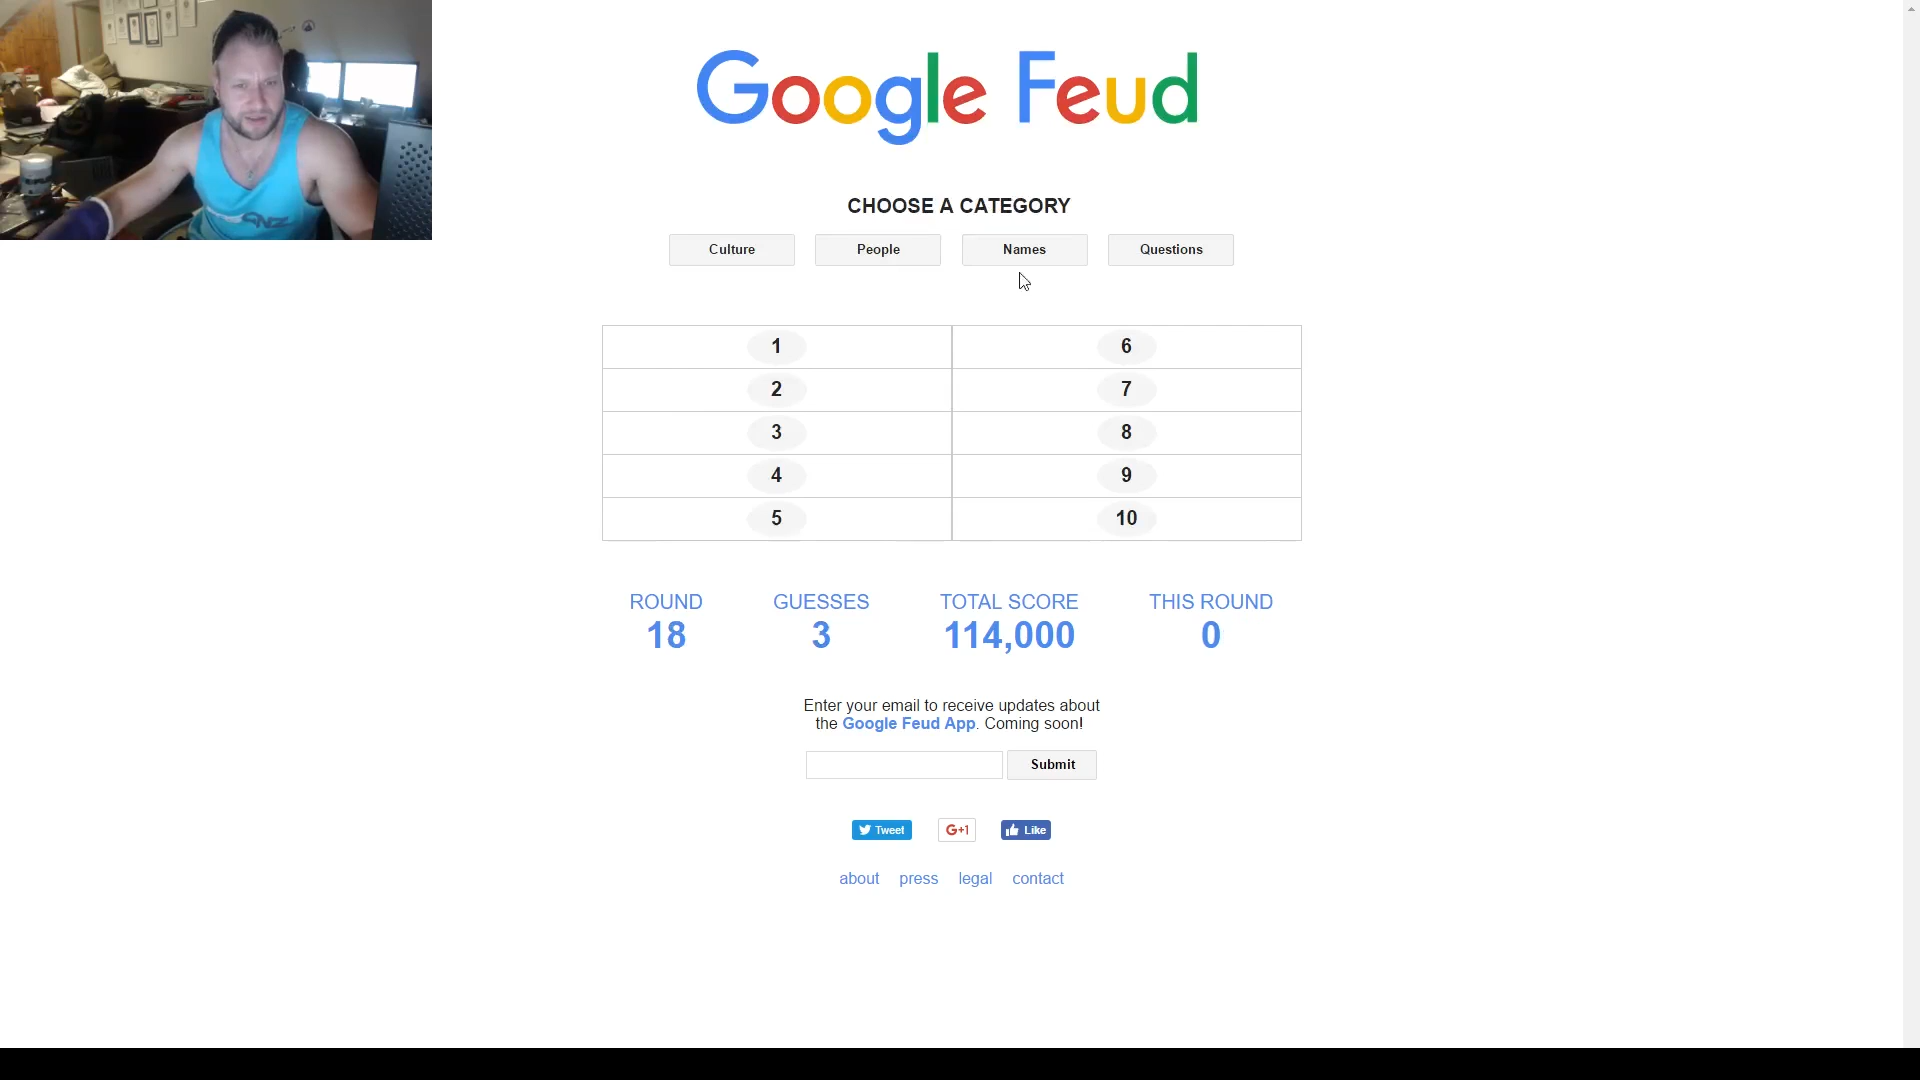 Google Feud
CHOOSE A CATEGORY
Culture
People
Names
Questions
1
6
2
7
3
8
4
9
5
10
ROUND
GUESSES
TOTAL SCORE
THIS ROUND
18
3
114,000
0
Enter your email to receive updates about
the Google Feud App. Coming soon!
Submit
Tweet
G+1
Like
about
press
legal
contact